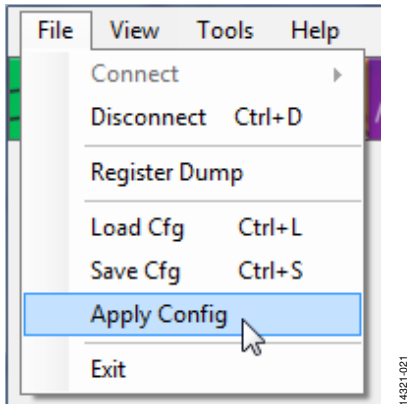 File View Tools Help
Connect
Disconnect Ctrl+D
Register Dump
Load Cfg Ctrl+L
Save Cfg Ctrl+S
Apply Config
Exit
14321-021